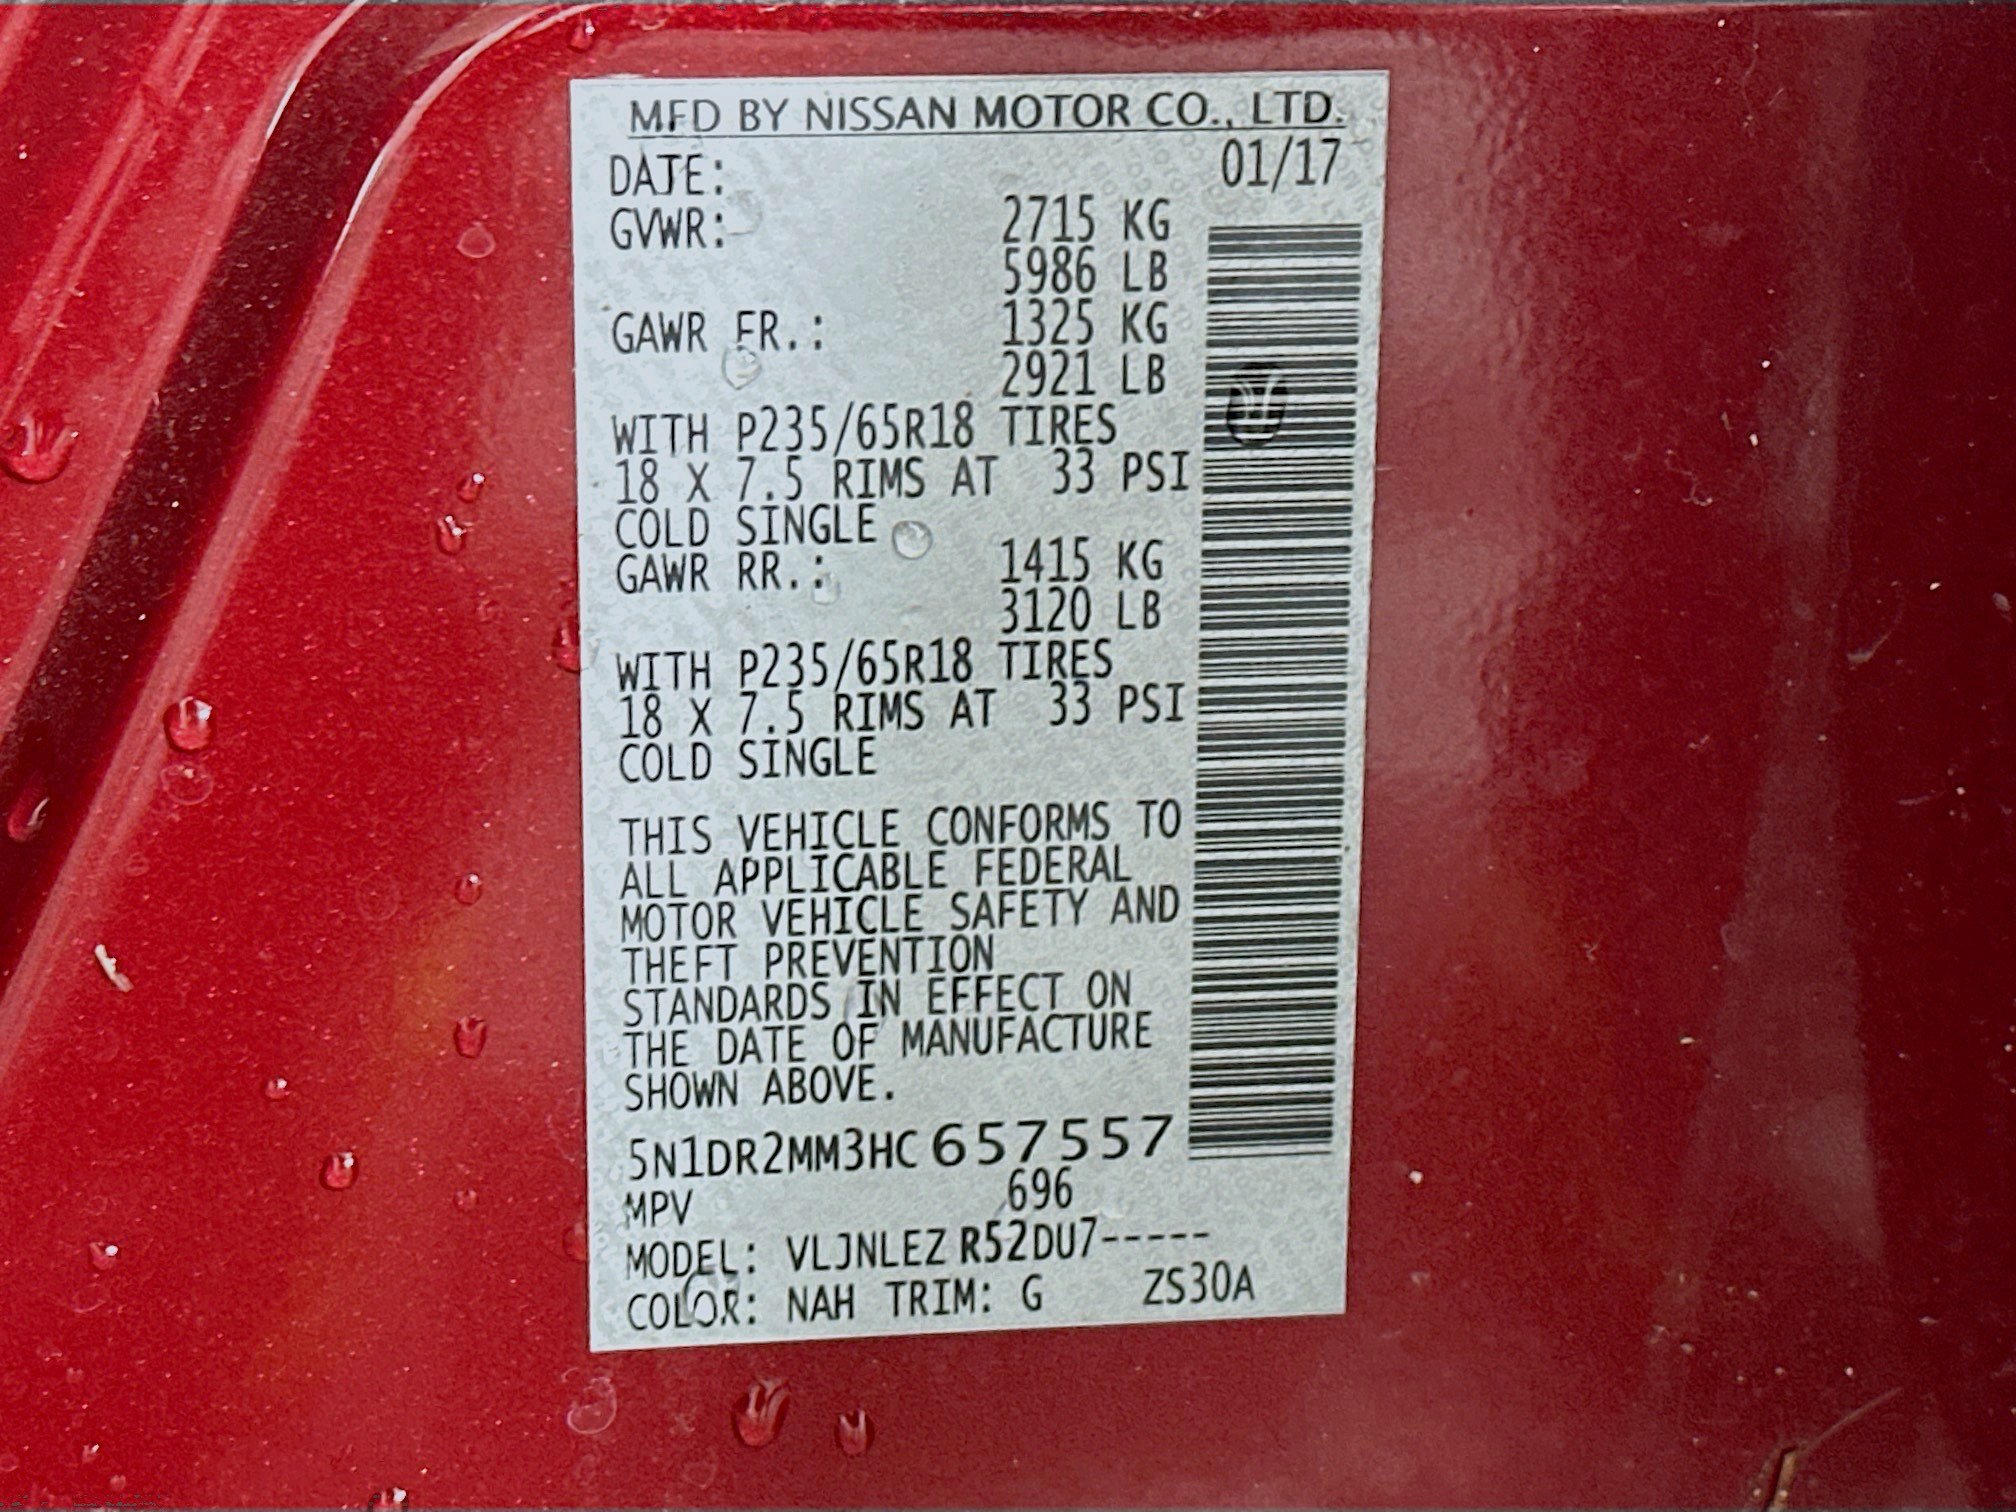 MFD BY NISSAN MOTOR CO., LTD.
DATE: 01/17
GVWR: 2715 KG
5986 LB
GAWR FR.: 1325 KG
2921 LB
WITH P235/65R18 TIRES
18 X 7.5 RIMS AT 33 PSI
COLD SINGLE
GAWR RR.: 1415 KG
3120 LB
WITH P235/65R18 TIRES
18 X 7.5 RIMS AT 33 PSI
COLD SINGLE
THIS VEHICLE CONFORMS TO
ALL APPLICABLE FEDERAL
MOTOR VEHICLE SAFETY AND
THEFT PREVENTION
STANDARDS IN EFFECT ON
THE DATE OF MANUFACTURE
SHOWN ABOVE.
5N1DR2MM3HC657557
MPV 696
MODEL: VLJNLEZ R52DU7-----
COLOR: NAH TRIM: G ZS30A